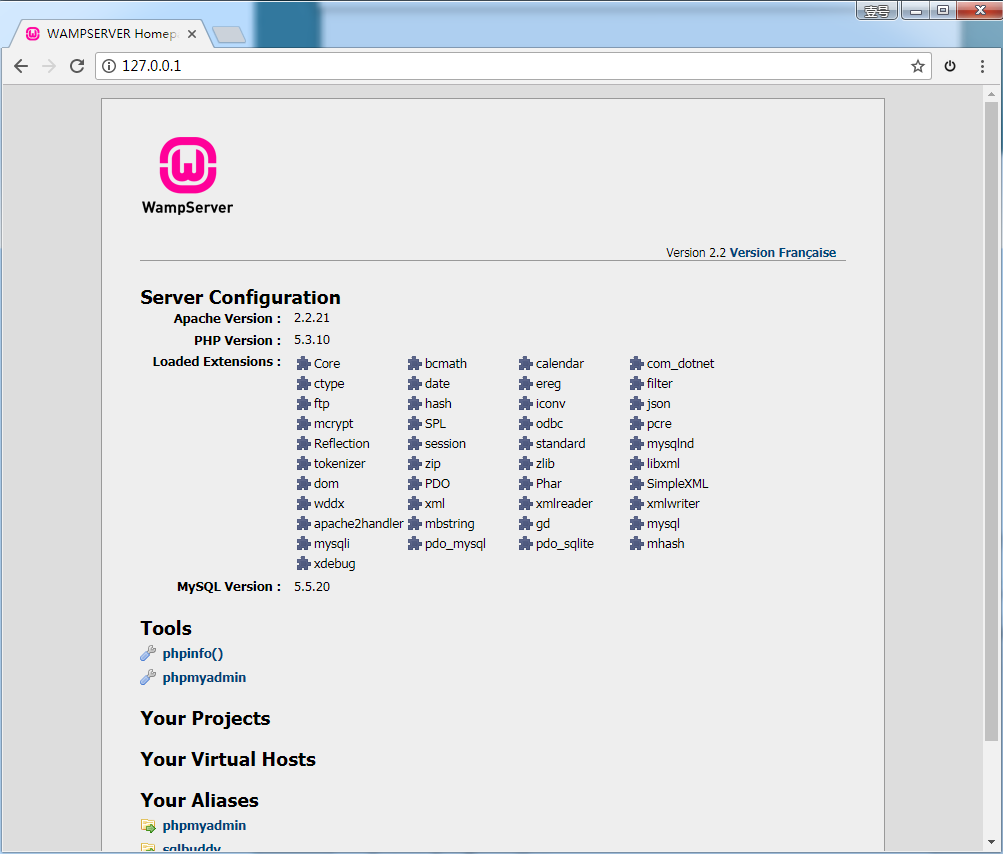 壹号
WAMPSERVER Homep
127.0.0.1
WampServer
Version 2.2 Version Française
Server Configuration
Apache Version : 2.2.21
PHP Version : 5.3.10
Loaded Extensions : Core bcmath calendar com_dotnet
ctype date ereg filter
ftp hash iconv json
mcrypt SPL odbc pcre
Reflection session standard mysqlnd
tokenizer zip zlib libxml
dom PDO Phar SimpleXML
wddx xml xmlreader xmlwriter
apache2handler mbstring gd mysql
mysqli pdo_mysql pdo_sqlite mhash
xdebug
MySQL Version : 5.5.20
Tools
phpinfo()
phpmyadmin
Your Projects
Your Virtual Hosts
Your Aliases
phpmyadmin
sqlbuddy